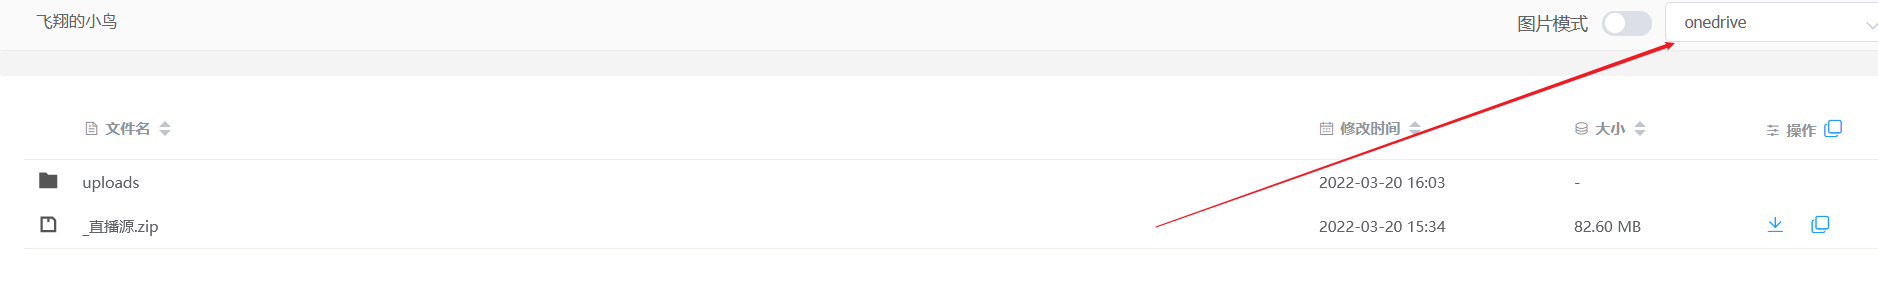 飞翔的小鸟 图片模式 onedrive
文件名 修改时间 大小 操作
uploads 2022-03-20 16:03 -
_直播源.zip 2022-03-20 15:34 82.60 MB